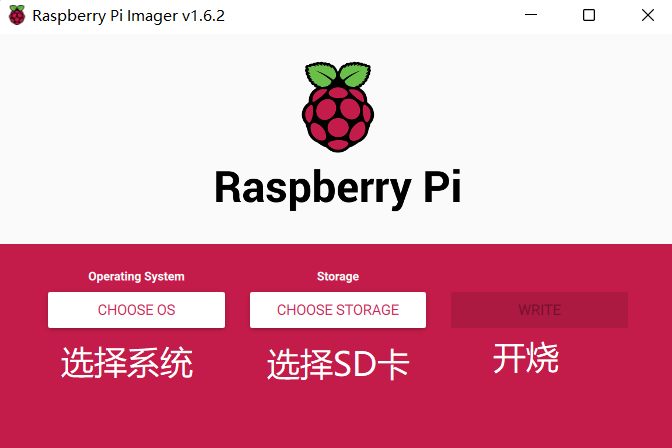 Raspberry Pi Imager v1.6.2
Raspberry Pi
Operating System
Storage
CHOOSE OS
CHOOSE STORAGE
WRITE
选择系统
选择SD卡
开烧